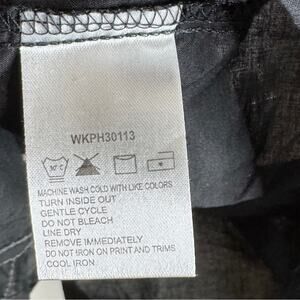 WKPH30113
MACHINE WASH COLD WITH LIKE COLORS
TURN INSIDE OUT
GENTLE CYCLE
DO NOT BLEACH
LINE DRY
REMOVE IMMEDIATELY
DO NOT IRON ON PRINT AND TRIMS
COOL IRON